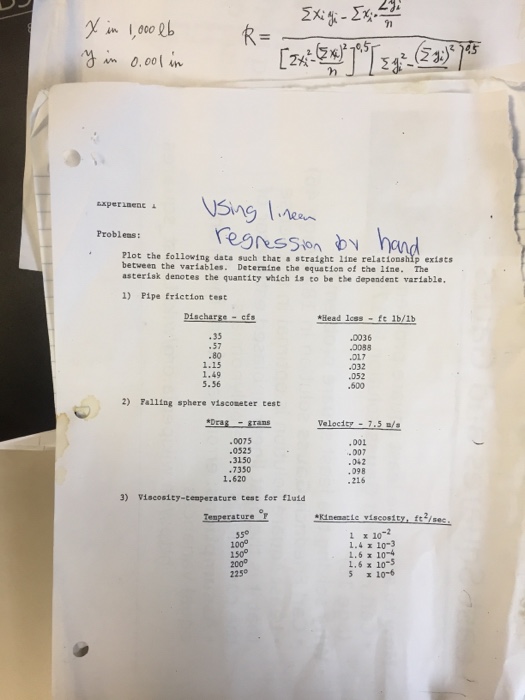 x in 1,000 lb
y in 0.001 in
R = Σxiyi - Σxi·Σyi/n / [Σxi² - (Σxi)²/n]^0.5 [Σyi² - (Σyi)²/n]^0.5
Experiment 1
Using linear
regression by hand
Problems:
Plot the following data such that a straight line relationship exists
between the variables. Determine the equation of the line. The
asterisk denotes the quantity which is to be the dependent variable.
1) Pipe friction test
Discharge - cfs *Head loss - ft lb/lb
.35 .0036
.57 .0088
.80 .017
1.15 .032
1.49 .052
5.56 .600
2) Falling sphere viscometer test
*Drag - grams Velocity - 7.5 m/s
.0075 .001
.0525 .007
.3150 .042
.7350 .098
1.620 .216
3) Viscosity-temperature test for fluid
Temperature °F *Kinematic viscosity, ft²/sec.
35° 1 x 10⁻²
100° 1.4 x 10⁻³
150° 1.6 x 10⁻⁴
200° 1.6 x 10⁻⁵
225° 5 x 10⁻⁶